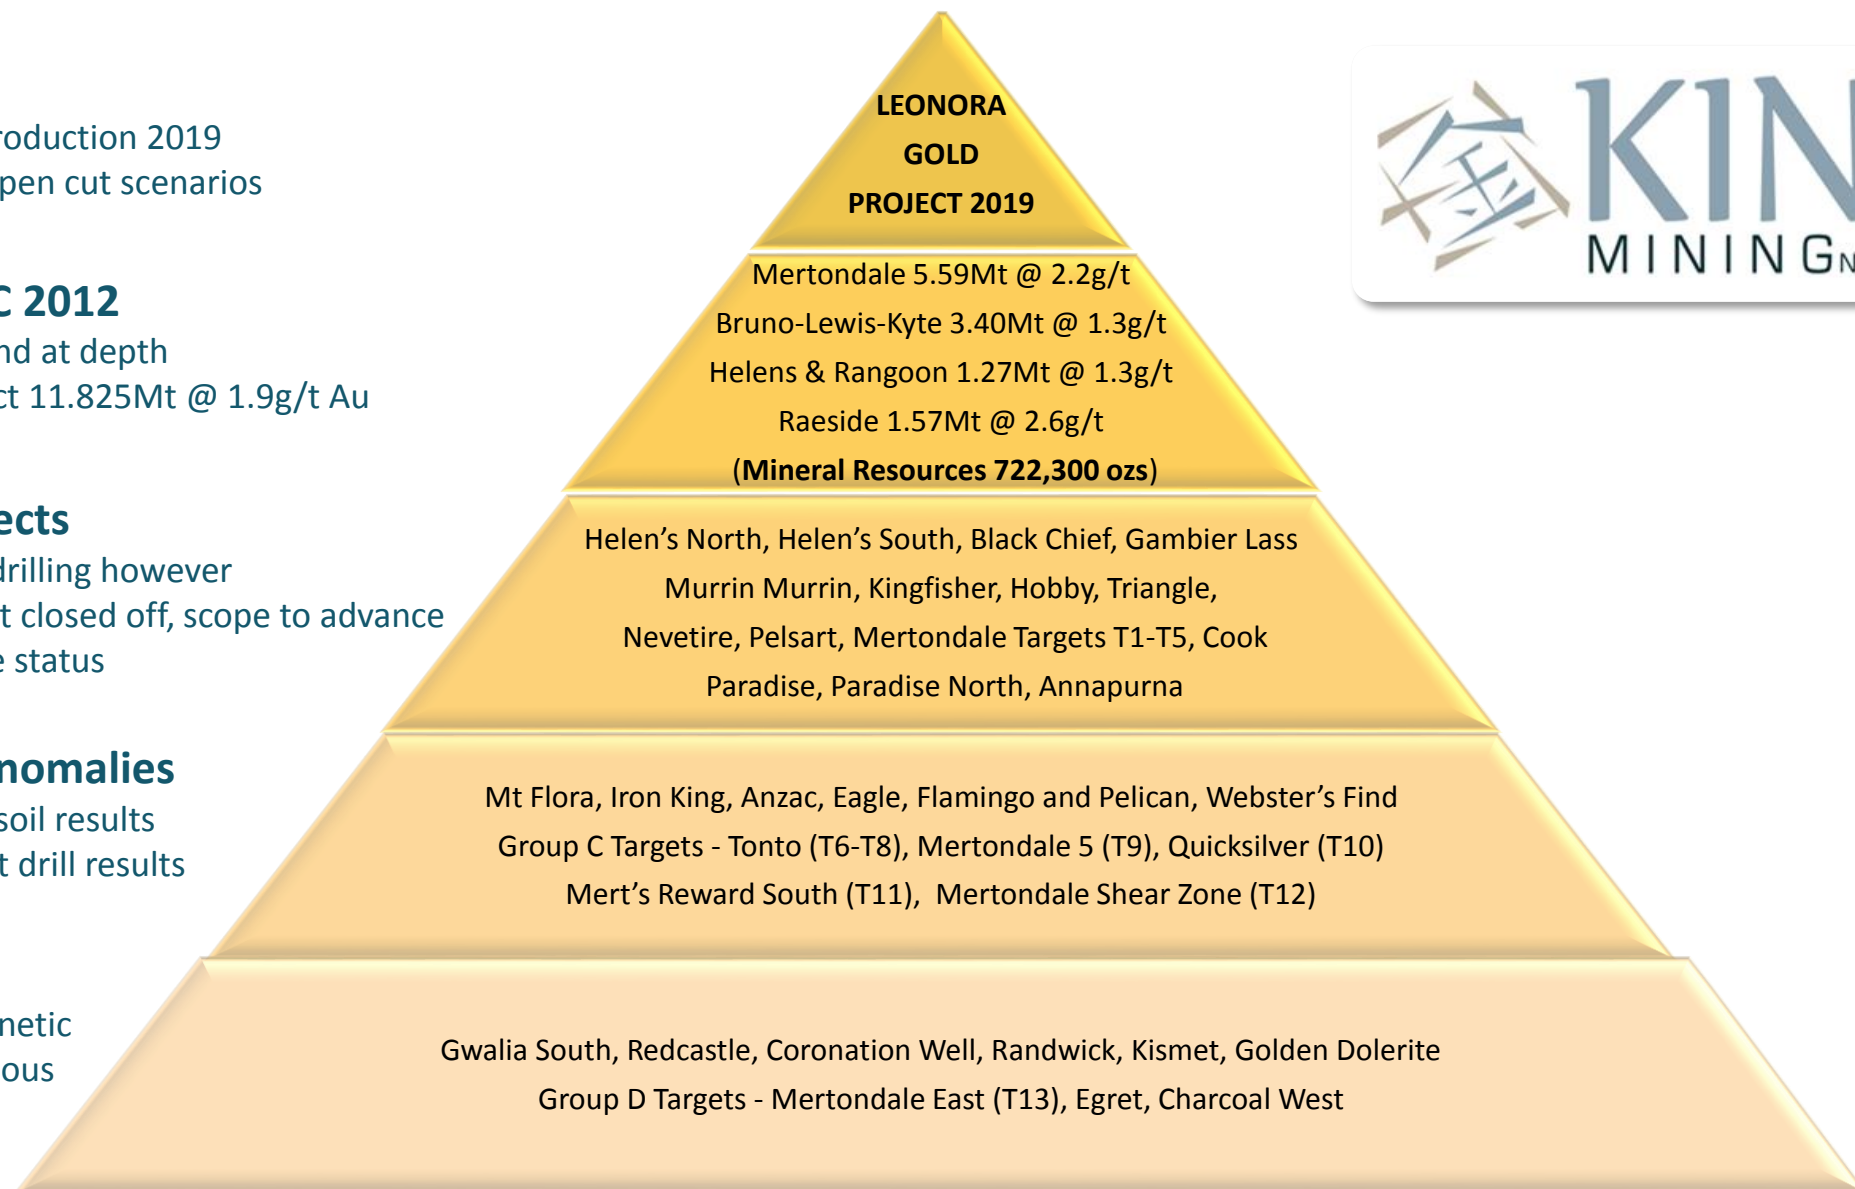 roduction 2019
pen cut scenarios
C 2012
nd at depth
ct 11.825Mt @ 1.9g/t Au
ects
drilling however
t closed off, scope to advance
e status
nomalies
soil results
t drill results
netic
ous
LEONORA
GOLD
PROJECT 2019
Mertondale 5.59Mt @ 2.2g/t
Bruno-Lewis-Kyte 3.40Mt @ 1.3g/t
Helens & Rangoon 1.27Mt @ 1.3g/t
Raeside 1.57Mt @ 2.6g/t
(Mineral Resources 722,300 ozs)
Helen’s North, Helen’s South, Black Chief, Gambier Lass
Murrin Murrin, Kingfisher, Hobby, Triangle,
Nevetire, Pelsart, Mertondale Targets T1-T5, Cook
Paradise, Paradise North, Annapurna
Mt Flora, Iron King, Anzac, Eagle, Flamingo and Pelican, Webster’s Find
Group C Targets - Tonto (T6-T8), Mertondale 5 (T9), Quicksilver (T10)
Mert’s Reward South (T11), Mertondale Shear Zone (T12)
Gwalia South, Redcastle, Coronation Well, Randwick, Kismet, Golden Dolerite
Group D Targets - Mertondale East (T13), Egret, Charcoal West
金
KIN
MINING N